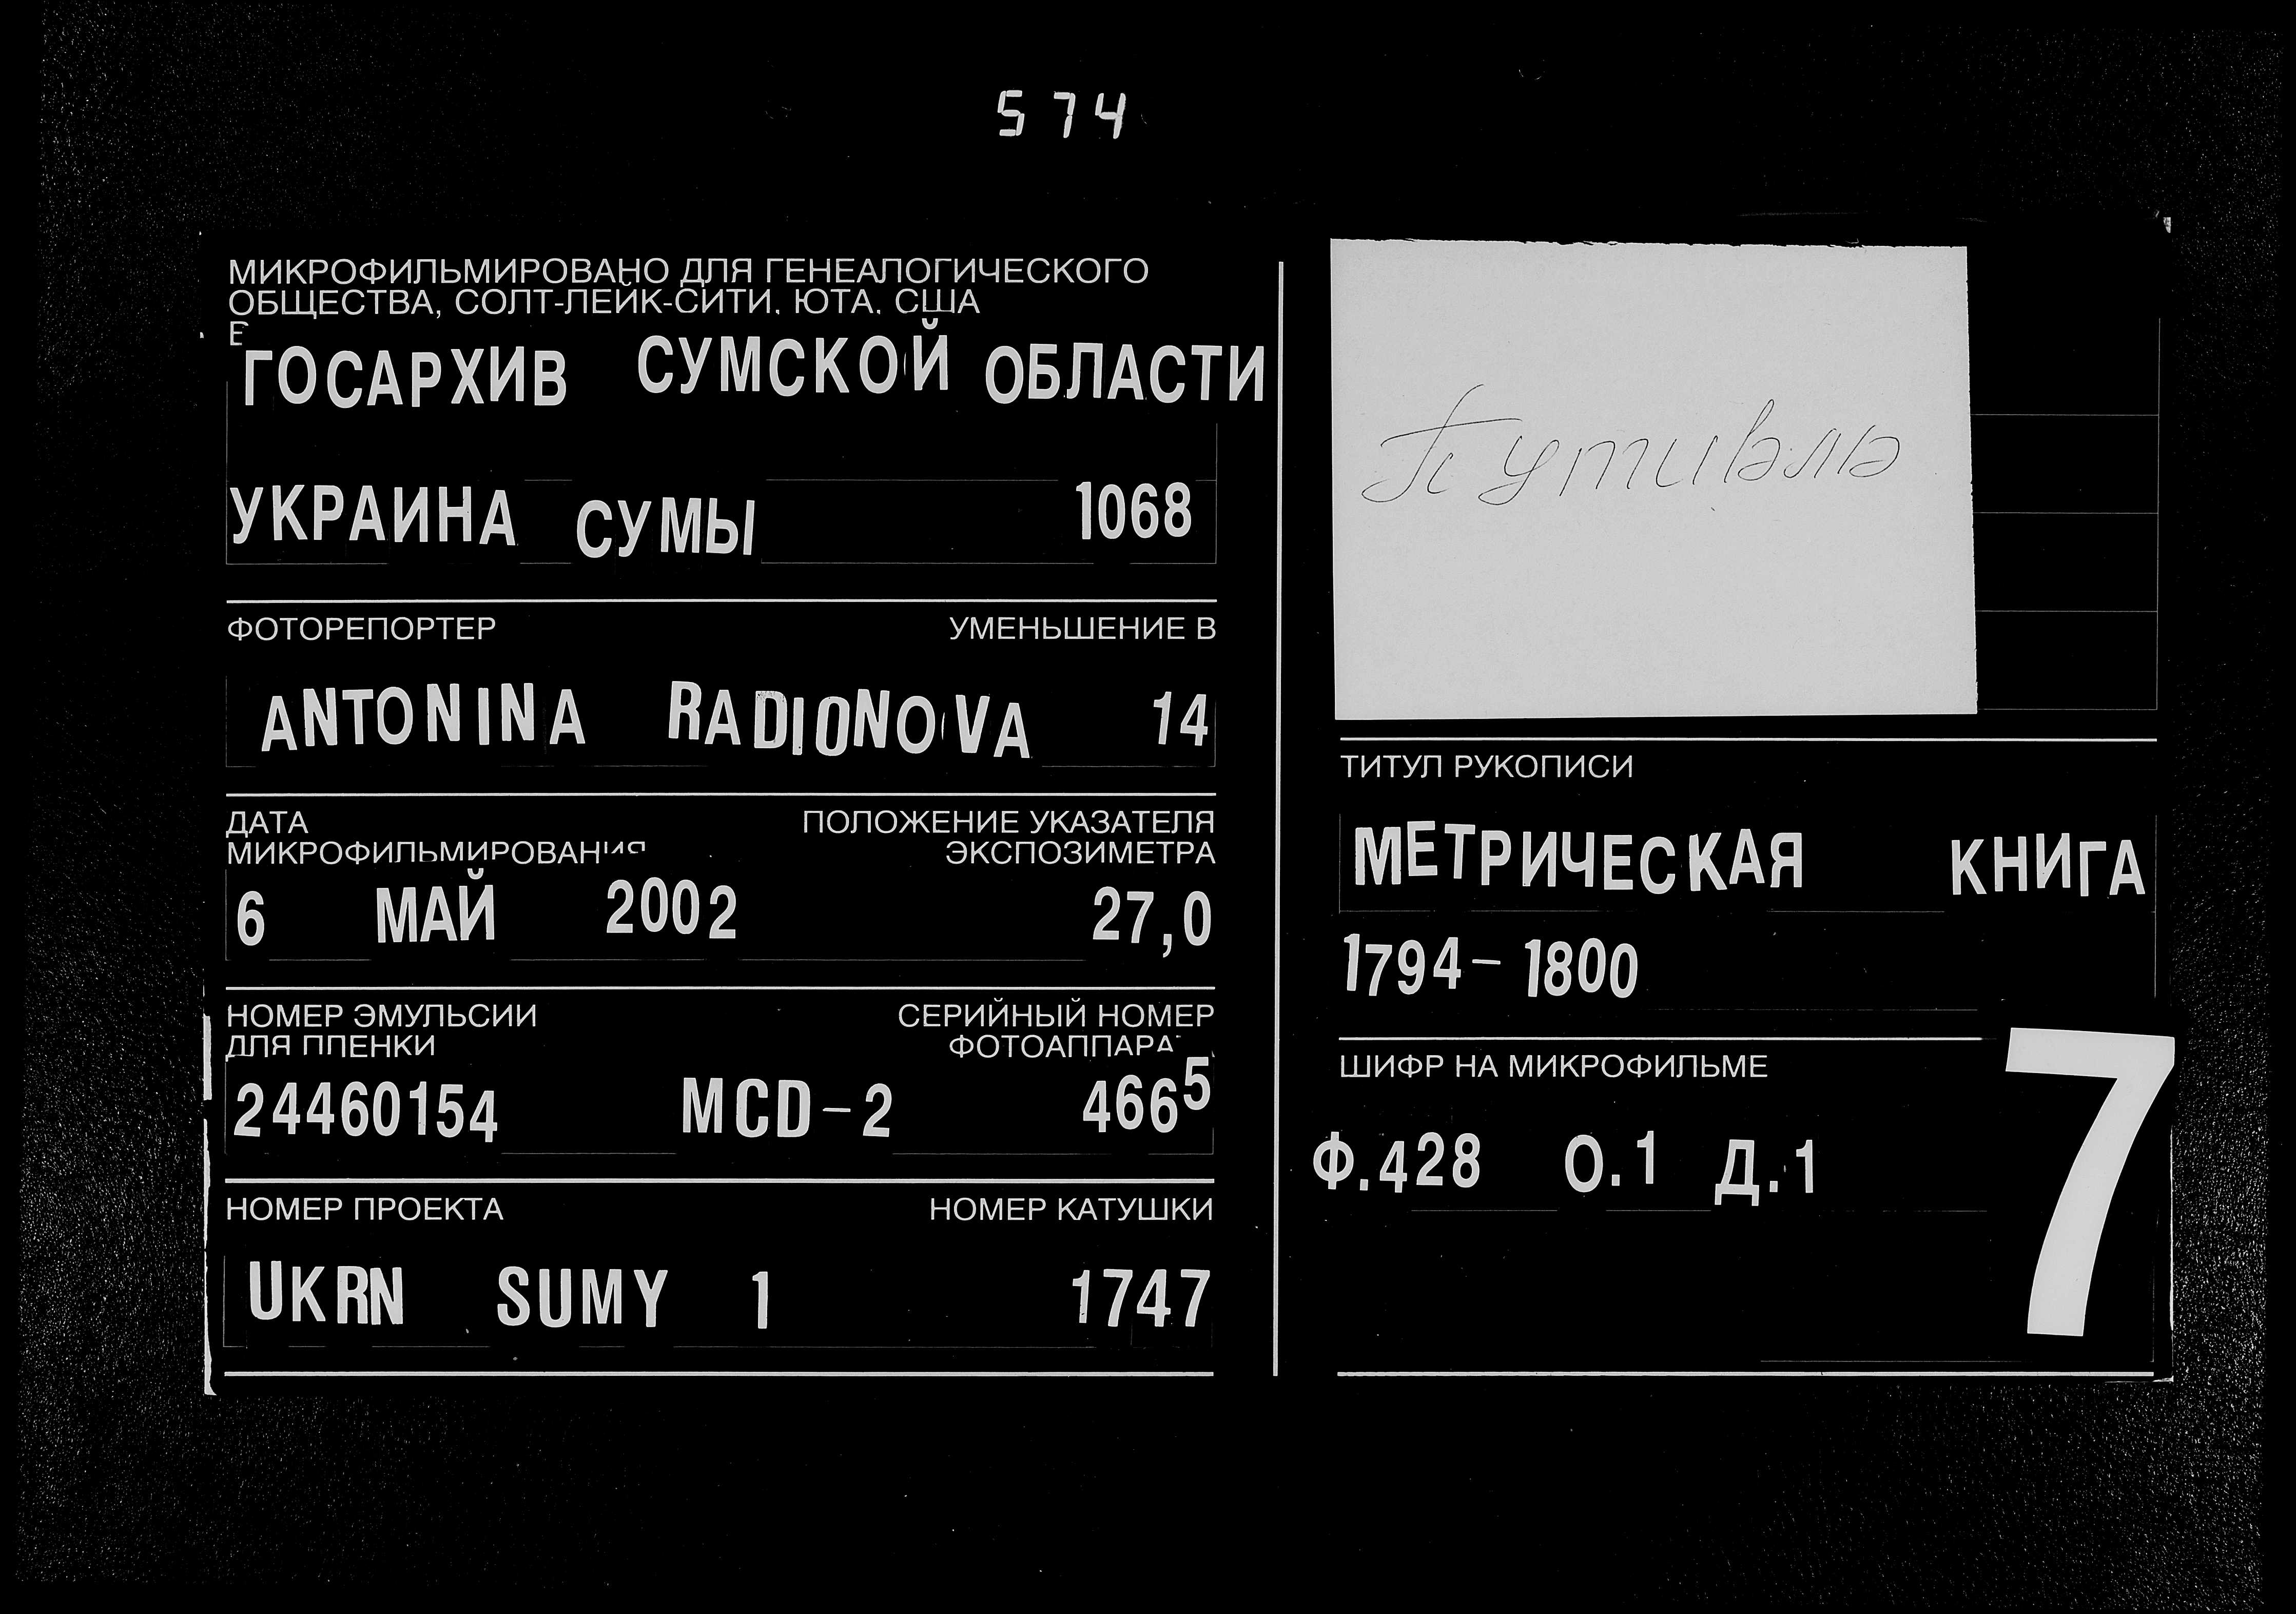 574
МИКРОФИЛЬМИРОВАНО ДЛЯ ГЕНЕАЛОГИЧЕСКОГО
ОБЩЕСТВА, СОЛТ-ЛЕЙК-СИТИ, ЮТА, США
В
ГОСАРХИВ СУМСКОЙ ОБЛАСТИ
УКРАИНА СУМЫ 1068
ФОТОРЕПОРТЕР УМЕНЬШЕНИЕ В
ANTONINA RADIONOVA 14
ДАТА ПОЛОЖЕНИЕ УКАЗАТЕЛЯ
МИКРОФИЛЬМИРОВАНИЯ ЭКСПОЗИМЕТРА
6 МАЙ 2002 27,0
НОМЕР ЭМУЛЬСИИ СЕРИЙНЫЙ НОМЕР
ДЛЯ ПЛЕНКИ ФОТОАППАРАТ
24460154 MCD-2 4665
НОМЕР ПРОЕКТА НОМЕР КАТУШКИ
UKRN SUMY 1 1747
Путивль
ТИТУЛ РУКОПИСИ
МЕТРИЧЕСКАЯ КНИГА
1794-1800
ШИФР НА МИКРОФИЛЬМЕ
Ф.428 О.1 Д.1
7